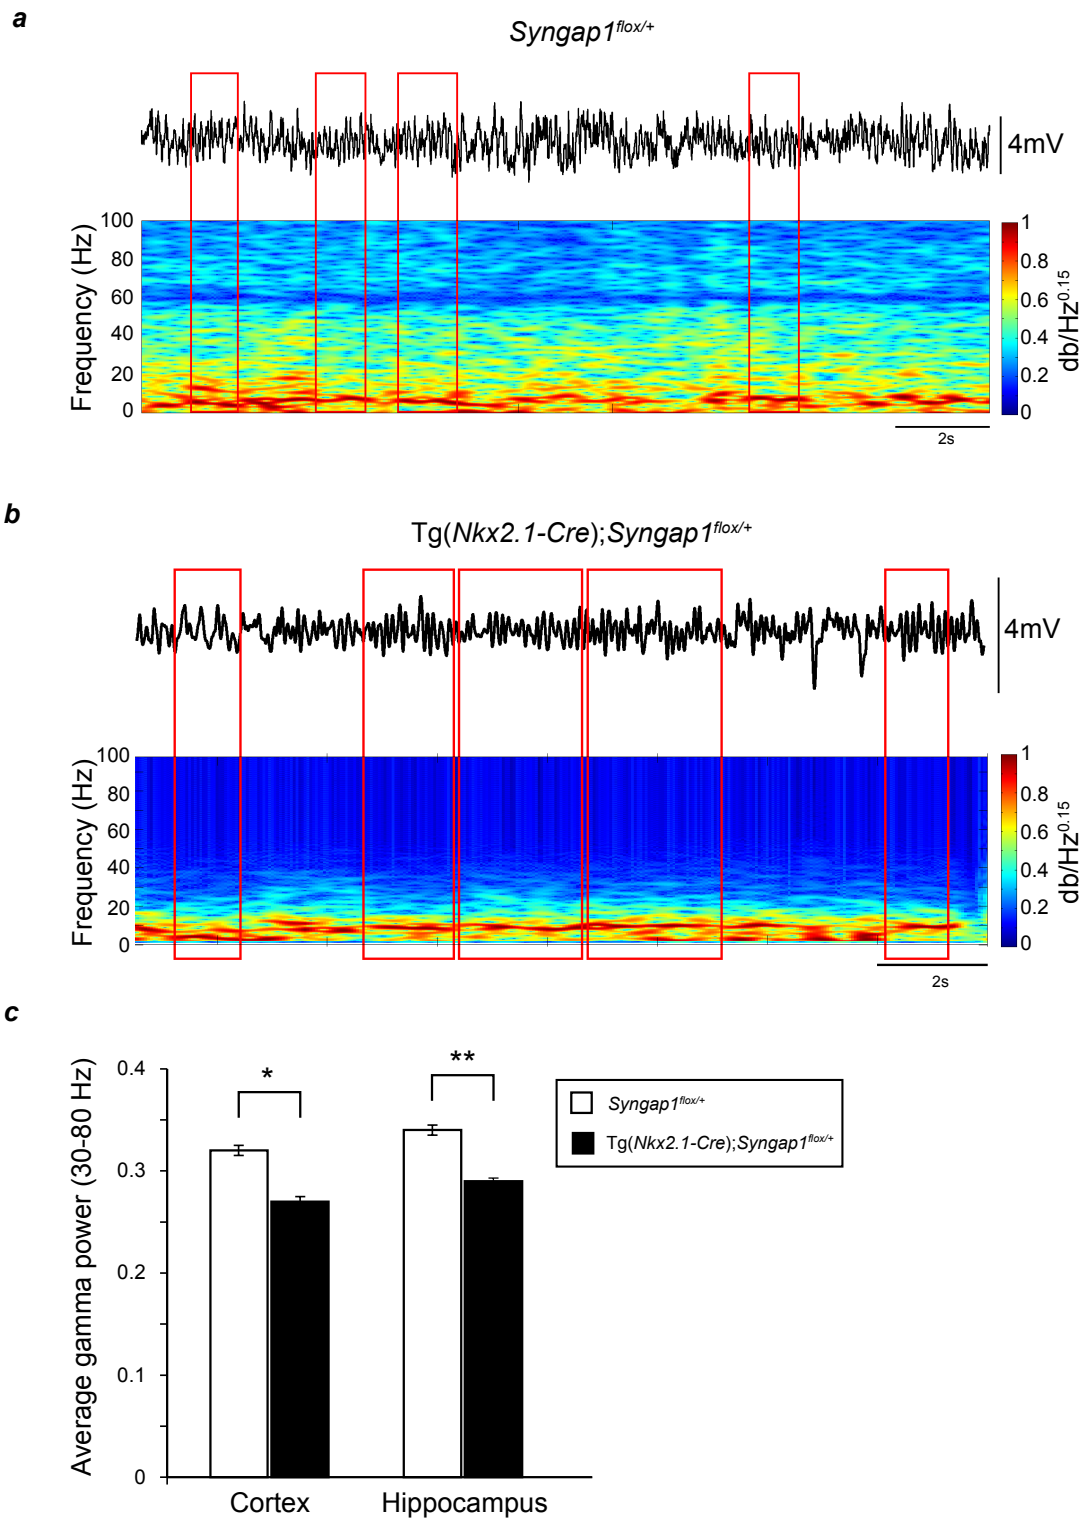 a
Syngap1flox/+
4mV
100
80
60
40
20
0
Frequency (Hz)
1
0.8
0.6
0.4
0.2
0
db/Hz0.15
2s
b
Tg(Nkx2.1-Cre);Syngap1flox/+
4mV
100
80
60
40
20
0
Frequency (Hz)
1
0.8
0.6
0.4
0.2
0
db/Hz0.15
2s
c
Average gamma power (30-80 Hz)
0.4
0.3
0.2
0.1
0
*
**
Syngap1flox/+
Tg(Nkx2.1-Cre);Syngap1flox/+
Cortex
Hippocampus